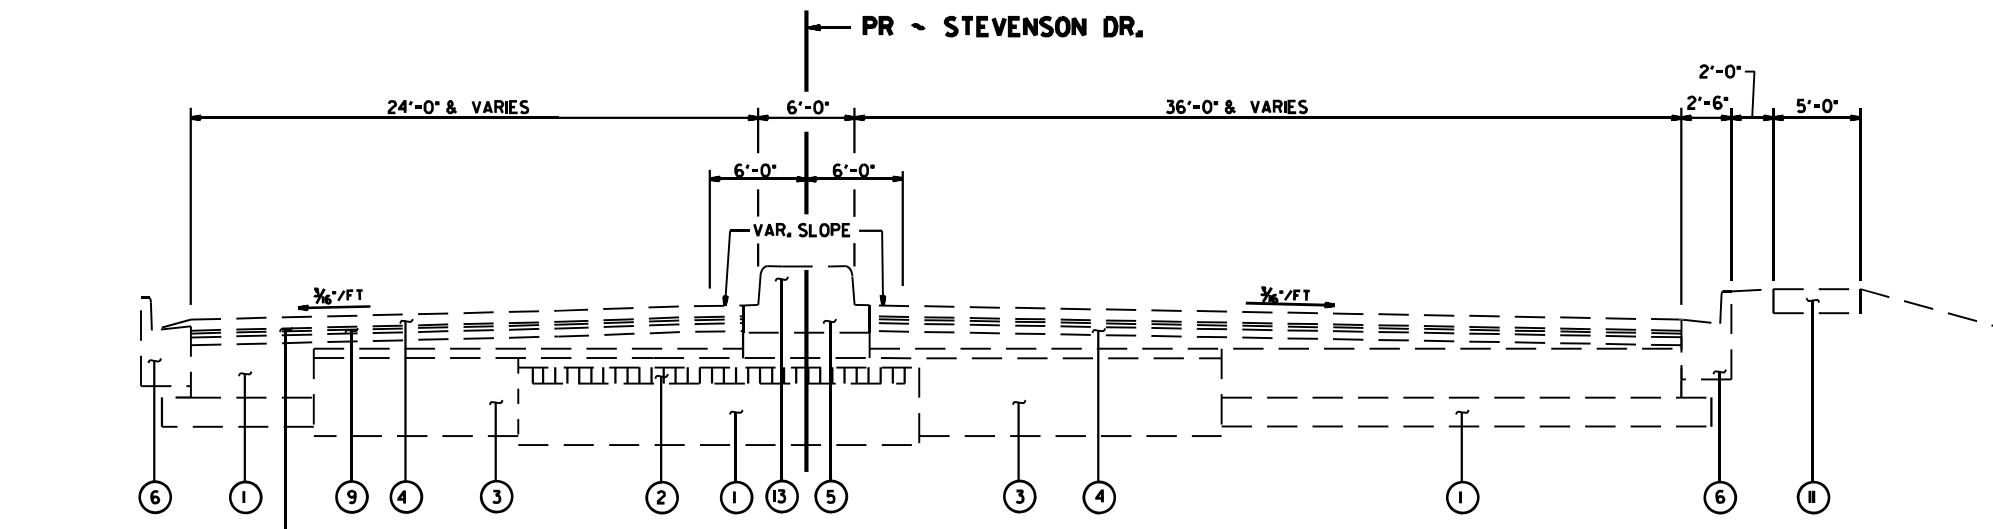 PR ~ STEVENSON DR.
2'-0"
24'-0" & VARIES 6'-0" 36'-0" & VARIES 2'-6" 5'-0"
6'-0" 6'-0"
VAR. SLOPE
3/16"/FT 3/16"/FT
6 1 9 4 3 2 1 13 5 3 4 1 6 11